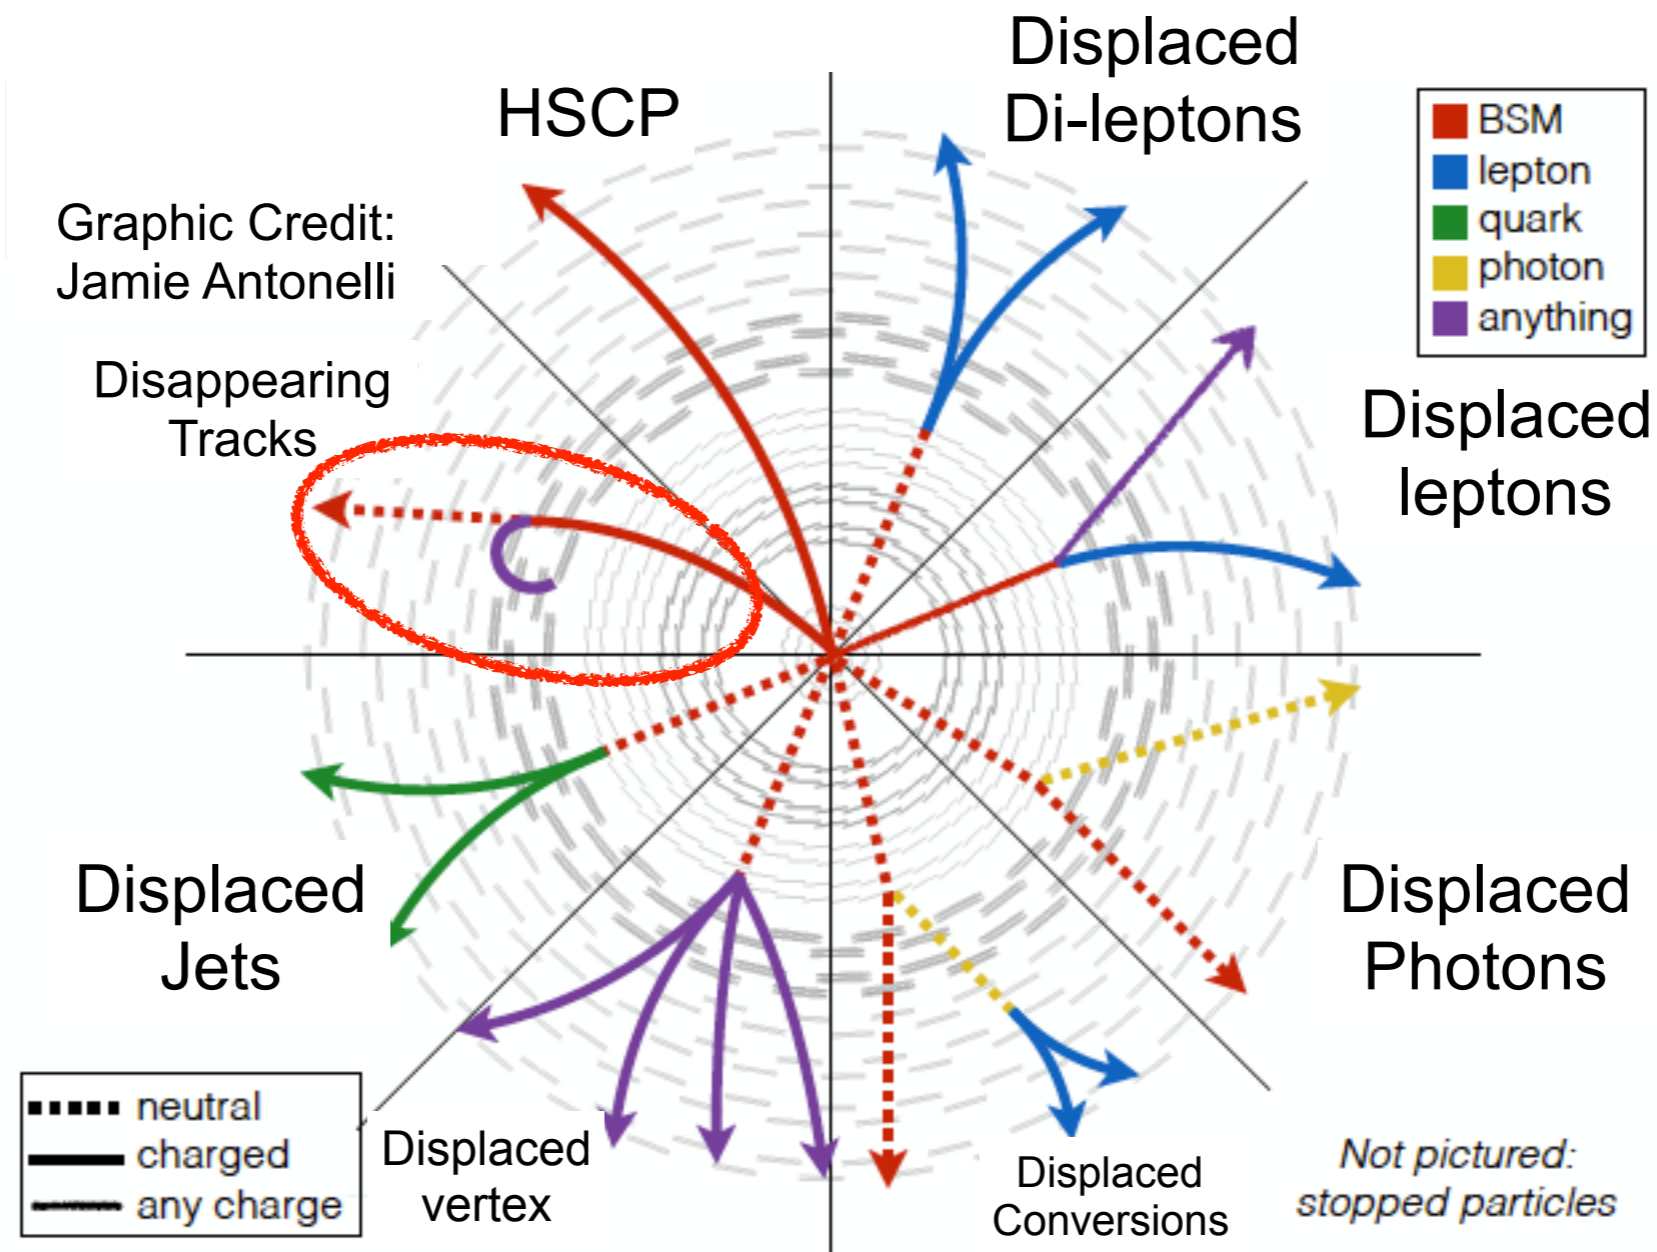 Displaced
Di-leptons
HSCP
BSM
lepton
quark
photon
anything
Graphic Credit:
Jamie Antonelli
Disappearing
Tracks
Displaced
leptons
Displaced
Jets
Displaced
Photons
neutral
charged
any charge
Displaced
vertex
Displaced
Conversions
Not pictured:
stopped particles